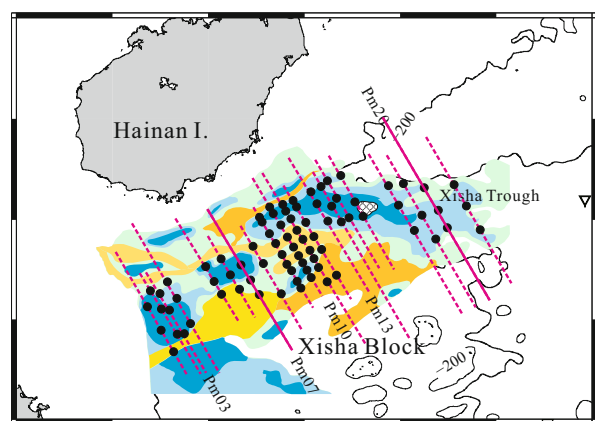 Pm20
-200
Hainan I.
Xisha Trough
Pm13
Pm10
Xisha Block
-200
Pm07
Pm03